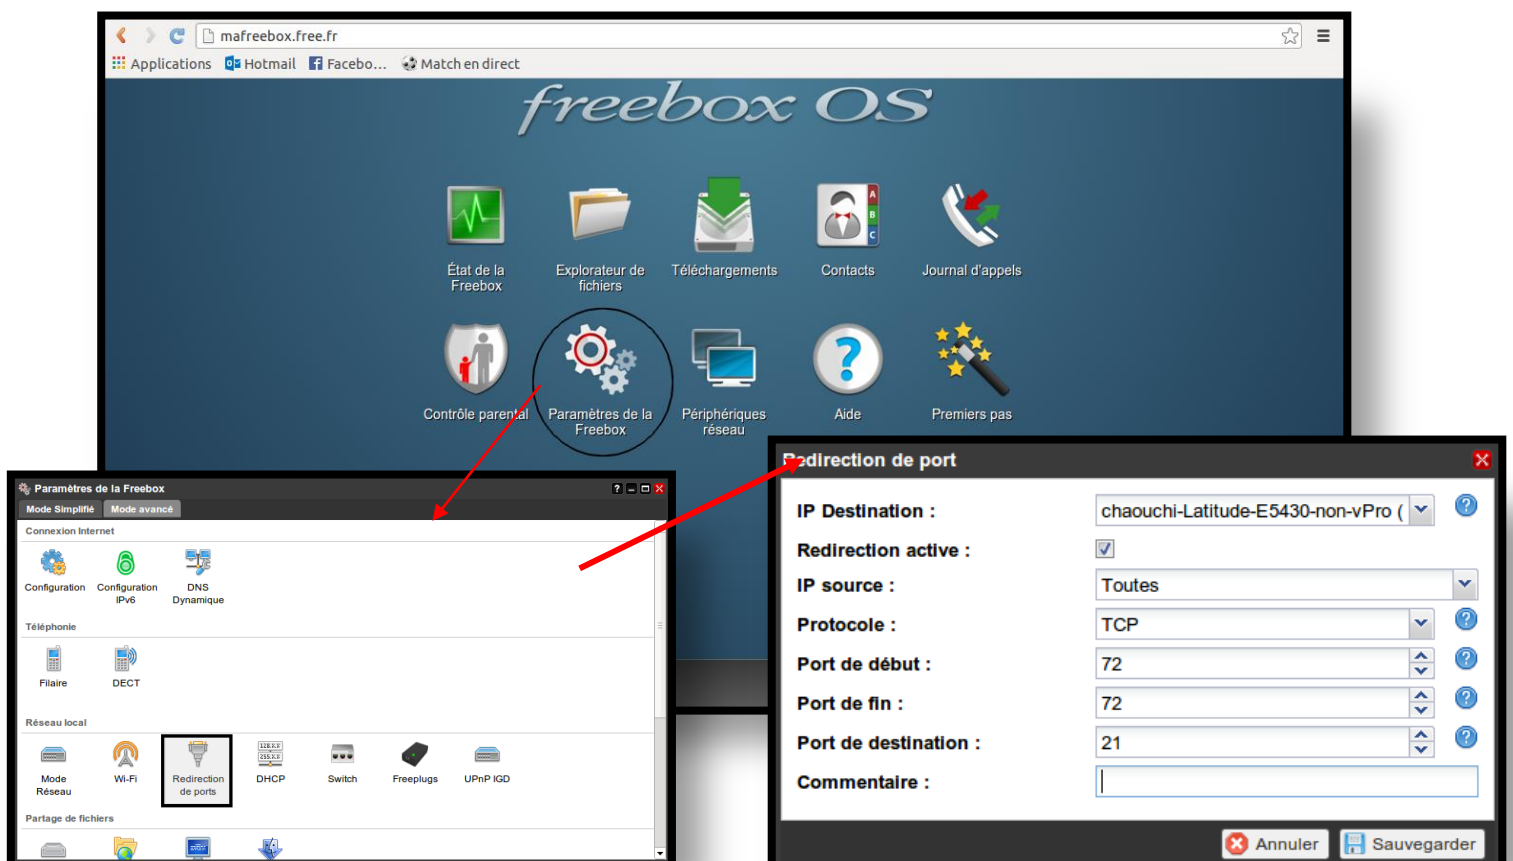 mafreebox.free.fr
Applications Hotmail Facebo... Match en direct
freebox OS
État de la
Freebox
Explorateur de
fichiers
Téléchargements
Contacts
A
B
C
Journal d'appels
Contrôle parental
Paramètres de la
Freebox
Périphériques
réseau
?
Aide
Premiers pas
Paramètres de la Freebox
Mode Simplifié Mode avancé
Connexion Internet
Configuration
Configuration
IPv6
DNS
Dynamique
Téléphonie
Filaire
DECT
Réseau local
Mode
Réseau
Wi-Fi
Redirection
de ports
DHCP
Switch
Freeplugs
UPnP IGD
Partage de fichiers
Redirection de port
IP Destination : chaouchi-Latitude-E5430-non-vPro (
Redirection active :
IP source : Toutes
Protocole : TCP
Port de début : 72
Port de fin : 72
Port de destination : 21
Commentaire :
Annuler Sauvegarder